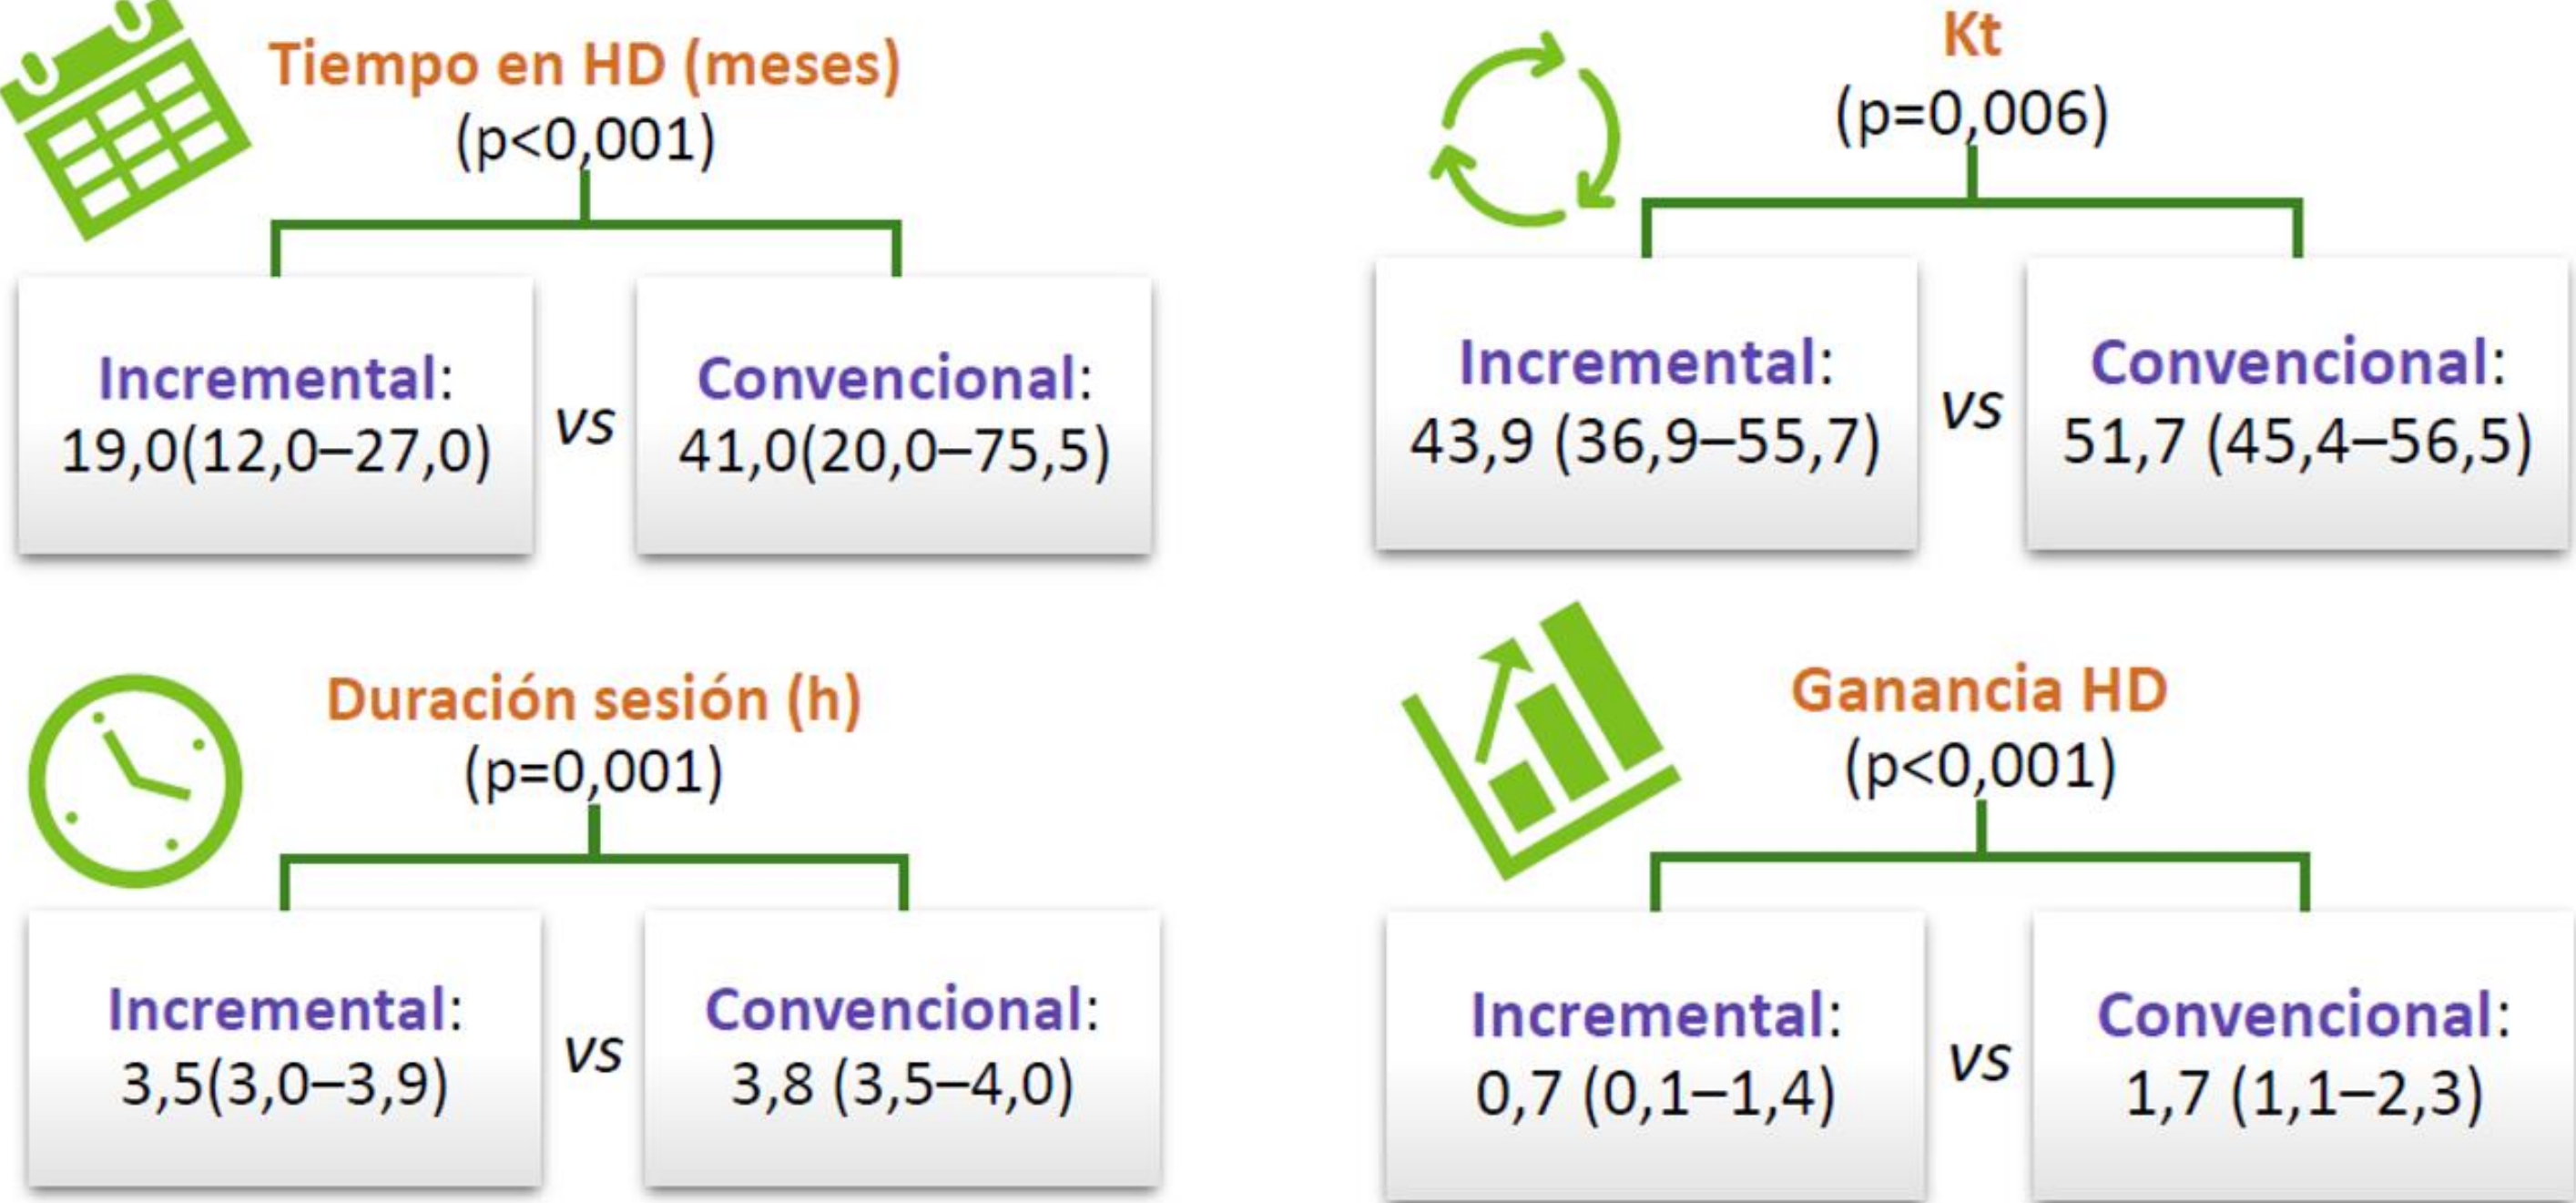 Tiempo en HD (meses)
(p<0,001)
Incremental:
19,0(12,0–27,0)
vs
Convencional:
41,0(20,0–75,5)
Kt
(p=0,006)
Incremental:
43,9 (36,9–55,7)
vs
Convencional:
51,7 (45,4–56,5)
Duración sesión (h)
(p=0,001)
Incremental:
3,5(3,0–3,9)
vs
Convencional:
3,8 (3,5–4,0)
Ganancia HD
(p<0,001)
Incremental:
0,7 (0,1–1,4)
vs
Convencional:
1,7 (1,1–2,3)